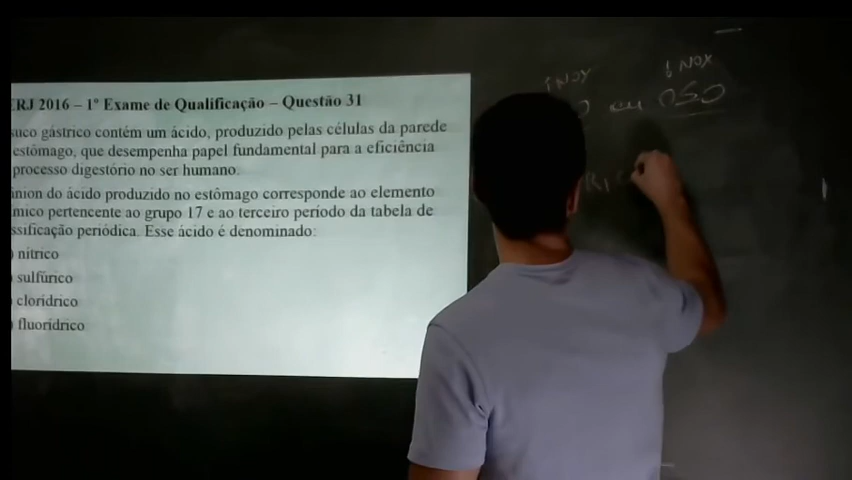 ERJ 2016 – 1º Exame de Qualificação – Questão 31
suco gástrico contém um ácido, produzido pelas células da parede
estômago, que desempenha papel fundamental para a eficiência
processo digestório no ser humano.
ânion do ácido produzido no estômago corresponde ao elemento
mico pertencente ao grupo 17 e ao terceiro período da tabela de
ssificação periódica. Esse ácido é denominado:
) nítrico
) sulfúrico
) clorídrico
) fluorídrico
↑ NOX ↓ NOX
ou OSO